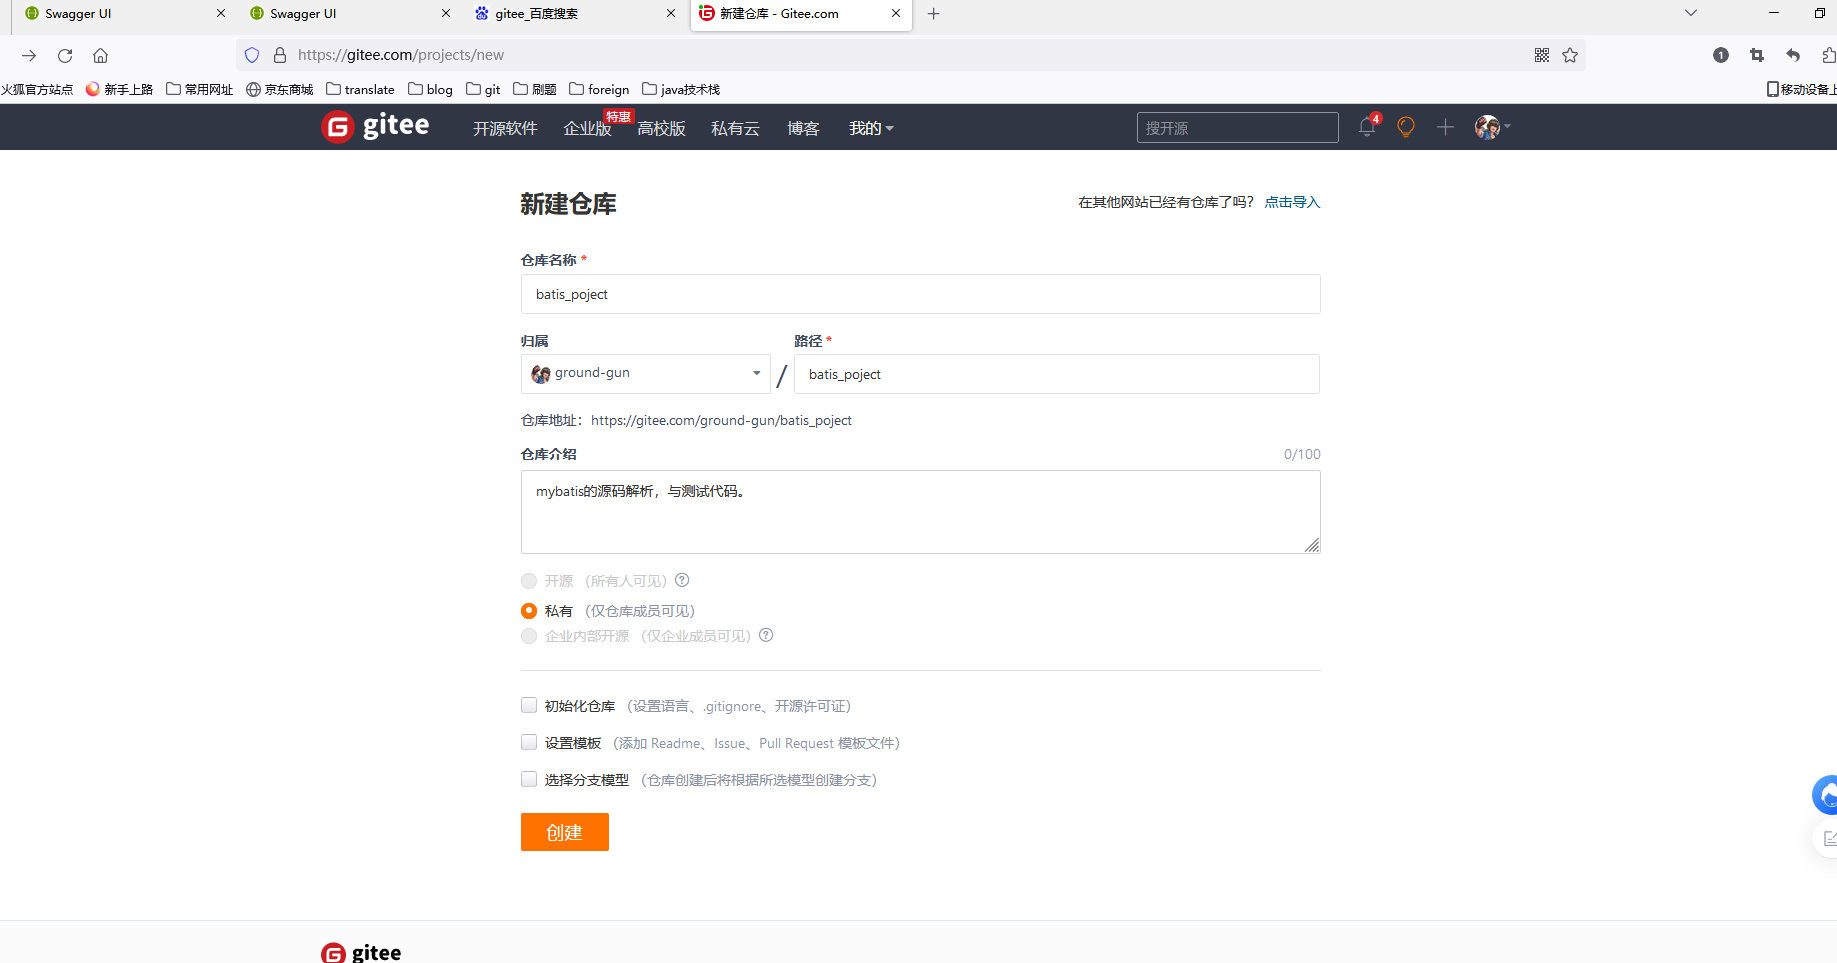 Swagger UI
Swagger UI
gitee_百度搜索
新建仓库 - Gitee.com
https://gitee.com/projects/new
1
火狐官方站点
新手上路
常用网址
京东商城
translate
blog
git
刷题
foreign
java技术栈
移动设备上
gitee
开源软件
企业版
特惠
高校版
私有云
博客
我的
搜开源
4
新建仓库
在其他网站已经有仓库了吗？ 点击导入
仓库名称 *
batis_poject
归属
路径 *
ground-gun
/
batis_poject
仓库地址：https://gitee.com/ground-gun/batis_poject
仓库介绍
0/100
mybatis的源码解析，与测试代码。
开源 （所有人可见）
私有 （仅仓库成员可见）
企业内部开源 （仅企业成员可见）
初始化仓库 （设置语言、.gitignore、开源许可证）
设置模板 （添加 Readme、Issue、Pull Request 模板文件）
选择分支模型 （仓库创建后将根据所选模型创建分支）
创建
gitee